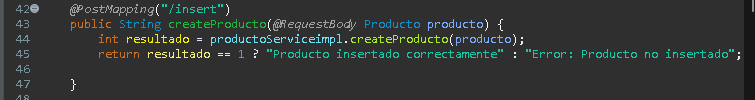 42 @PostMapping("/insert")
43 public String createProducto(@RequestBody Producto producto) {
44 int resultado = productoServiceimpl.createProducto(producto);
45 return resultado == 1 ? "Producto insertado correctamente" : "Error: Producto no insertado";
46
47 }
48